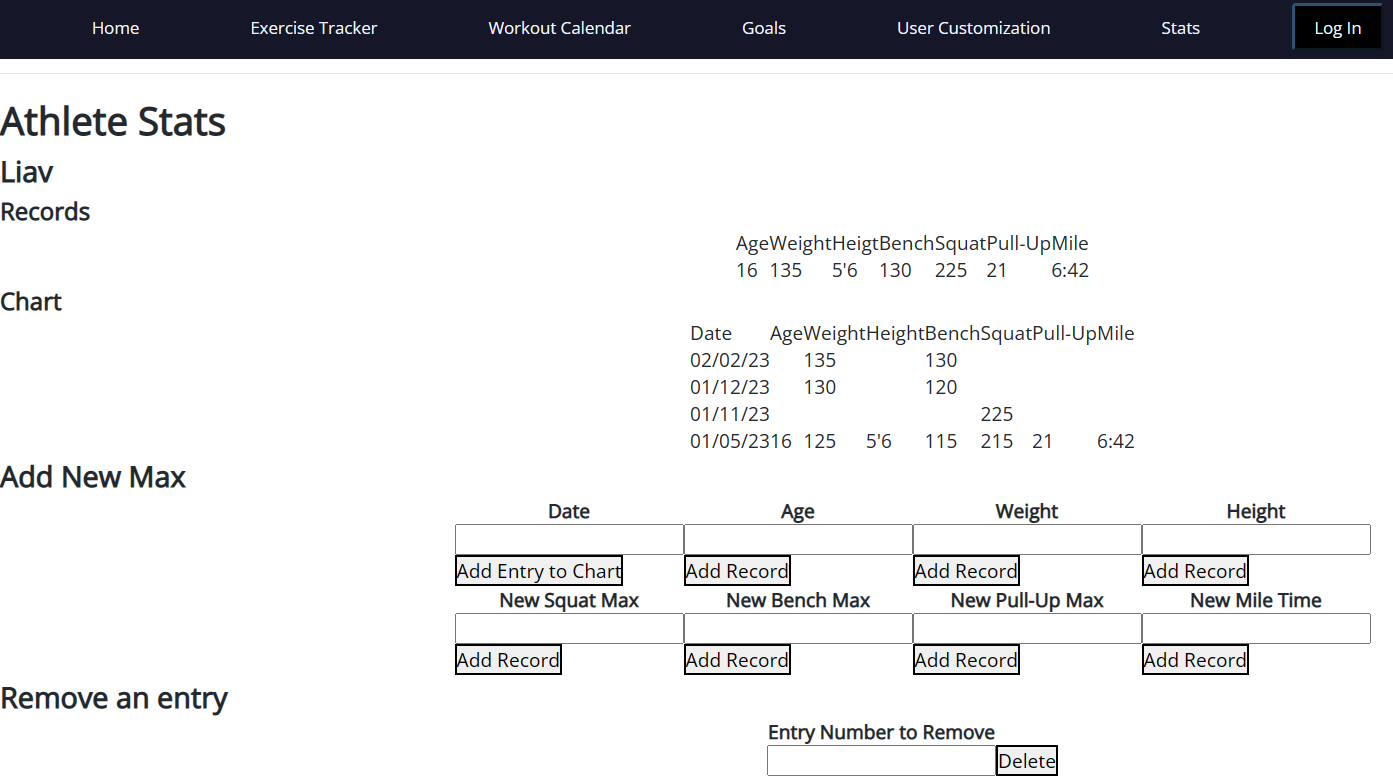 Home Exercise Tracker Workout Calendar Goals User Customization Stats Log In
Athlete Stats
Liav
Records
Age Weight Heigt Bench Squat Pull-Up Mile
16 135 5'6 130 225 21 6:42
Chart
Date Age Weight Height Bench Squat Pull-Up Mile
02/02/23 135 130
01/12/23 130 120
01/11/23 225
01/05/23 16 125 5'6 115 215 21 6:42
Add New Max
Date Age Weight Height
Add Entry to Chart Add Record Add Record Add Record
New Squat Max New Bench Max New Pull-Up Max New Mile Time
Add Record Add Record Add Record Add Record
Remove an entry
Entry Number to Remove
Delete